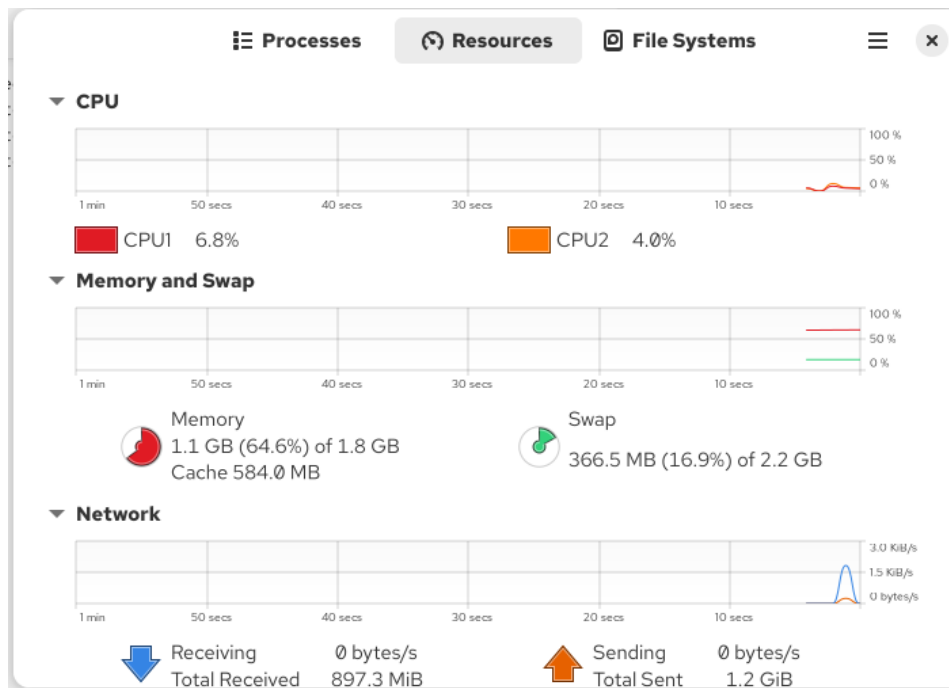 Processes Resources File Systems
CPU
100 %
50 %
0 %
1 min 50 secs 40 secs 30 secs 20 secs 10 secs
CPU1 6.8% CPU2 4.0%
Memory and Swap
100 %
50 %
0 %
1 min 50 secs 40 secs 30 secs 20 secs 10 secs
Memory
1.1 GB (64.6%) of 1.8 GB
Cache 584.0 MB
Swap
366.5 MB (16.9%) of 2.2 GB
Network
3.0 KiB/s
1.5 KiB/s
0 bytes/s
1 min 50 secs 40 secs 30 secs 20 secs 10 secs
Receiving 0 bytes/s
Total Received 897.3 MiB
Sending 0 bytes/s
Total Sent 1.2 GiB